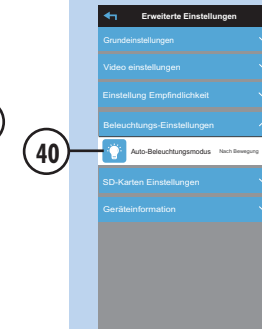 Erweiterte Einstellungen
Grundeinstellungen
Video einstellungen
Einstellung Empfindlichkeit
Beleuchtungs-Einstellungen
40
Auto-Beleuchtungsmodus Nach Bewegung
SD-Karten Einstellungen
Geräteinformation